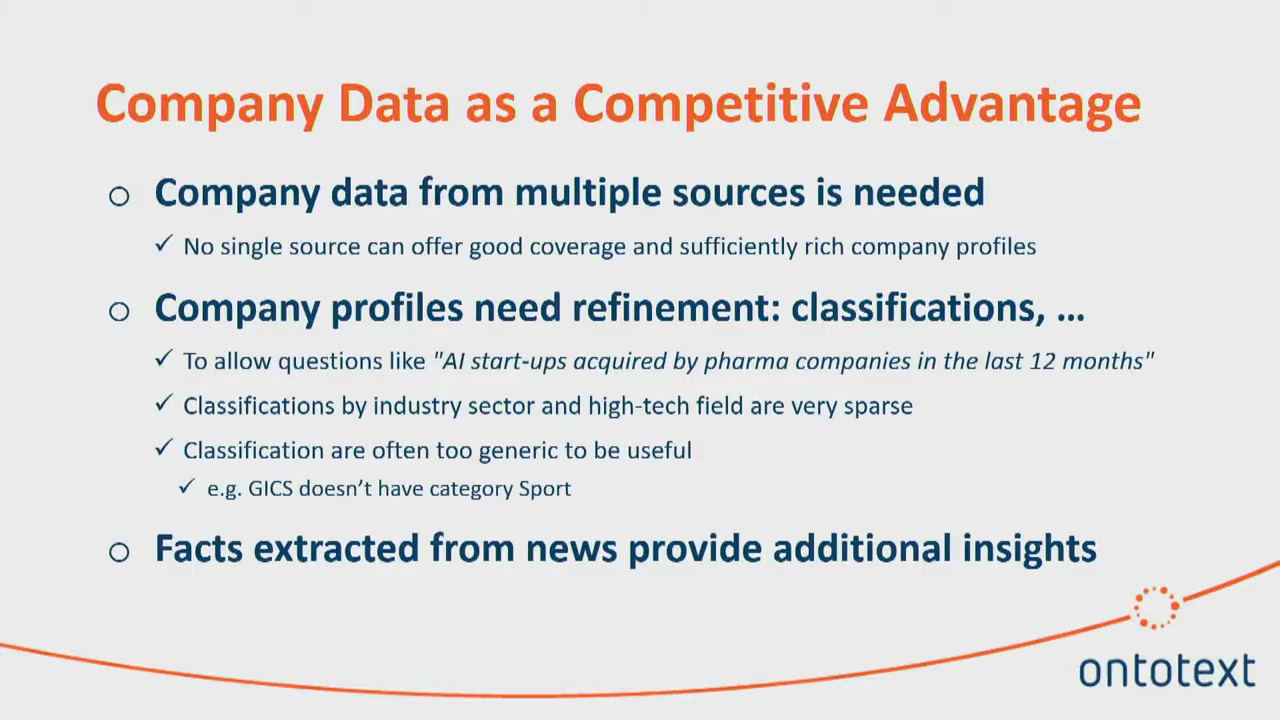 Company Data as a Competitive Advantage
Company data from multiple sources is needed
No single source can offer good coverage and sufficiently rich company profiles
Company profiles need refinement: classifications, …
To allow questions like "AI start-ups acquired by pharma companies in the last 12 months"
Classifications by industry sector and high-tech field are very sparse
Classification are often too generic to be useful
e.g. GICS doesn’t have category Sport
Facts extracted from news provide additional insights
ontotext